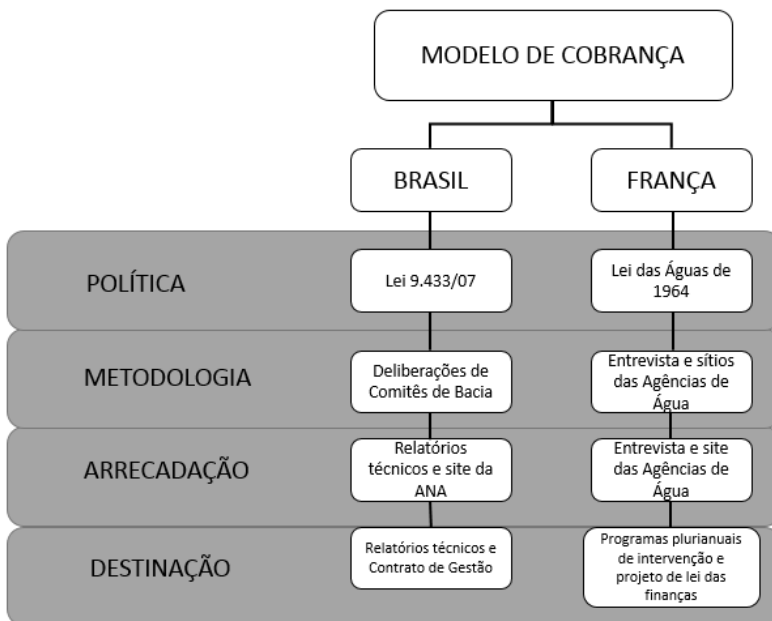 MODELO DE COBRANÇA
BRASIL
FRANÇA
POLÍTICA
Lei 9.433/07
Lei das Águas de
1964
METODOLOGIA
Deliberações de
Comitês de Bacia
Entrevista e sítios
das Agências de
Água
ARRECADAÇÃO
Relatórios
técnicos e site da
ANA
Entrevista e site
das Agências de
Água
DESTINAÇÃO
Relatórios técnicos e
Contrato de Gestão
Programas plurianuais
de intervenção e
projeto de lei das
finanças